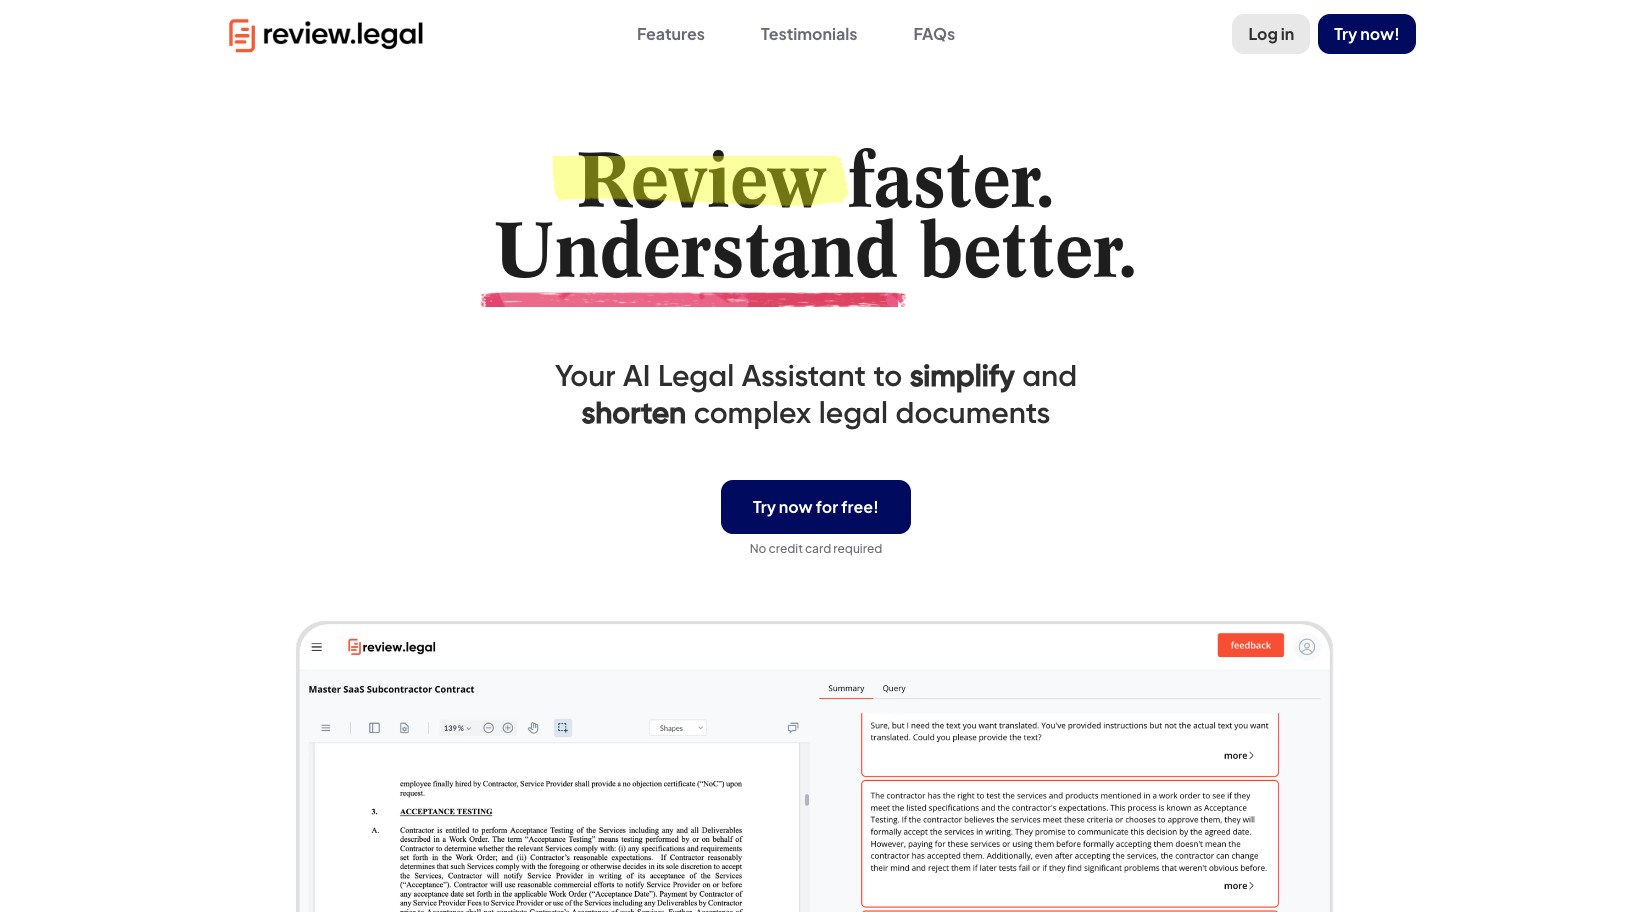 review.legal
Features
Testimonials
FAQs
Log in
Try now!
Review faster.
Understand better.
Your AI Legal Assistant to simplify and
shorten complex legal documents
Try now for free!
No credit card required
review.legal
feedback
Master SaaS Subcontractor Contract
139%
Shapes
employee finally hired by Contractor, Service Provider shall provide a no objection certificate (“NoC”) upon
request.
3. ACCEPTANCE TESTING
A. Contractor is entitled to perform Acceptance Testing of the Services including any and all Deliverables
described in a Work Order. The term “Acceptance Testing” means testing performed by or on behalf of
Contractor to determine whether the relevant Services comply with: (i) any specifications and requirements
set forth in the Work Order; and (ii) Contractor’s reasonable expectations. If Contractor reasonably
determines that such Services comply with the foregoing or otherwise decides in its sole discretion to accept
the Services, Contractor will notify Service Provider in writing of its acceptance of the Services
(“Acceptance”). Contractor will use reasonable commercial efforts to notify Service Provider on or before
any acceptance date set forth in the applicable Work Order (“Acceptance Date”). Payment by Contractor of
any Service Provider Fees to Service Provider or use of the Services including any Deliverables by Contractor
Summary
Query
Sure, but I need the text you want translated. You've provided instructions but not the actual text you want
translated. Could you please provide the text?
more
The contractor has the right to test the services and products mentioned in a work order to see if they
meet the listed specifications and the contractor's expectations. This process is known as Acceptance
Testing. If the contractor believes the services meet these criteria or chooses to approve them, they will
formally accept the services in writing. They promise to communicate this decision by the agreed date.
However, paying for these services or using them before formally accepting them doesn't mean the
contractor has accepted them. Additionally, even after accepting the services, the contractor can change
their mind and reject them if later tests fail or if they find significant problems that weren't obvious before.
more